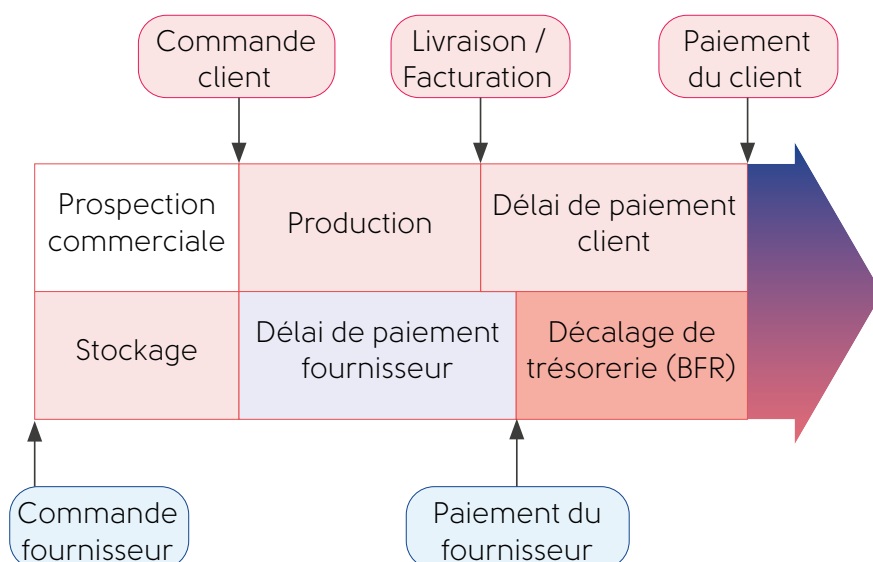 Commande
client
Livraison /
Facturation
Paiement
du client
Prospection
commerciale
Production
Délai de paiement
client
Stockage
Délai de paiement
fournisseur
Décalage de
trésorerie (BFR)
Commande
fournisseur
Paiement du
fournisseur